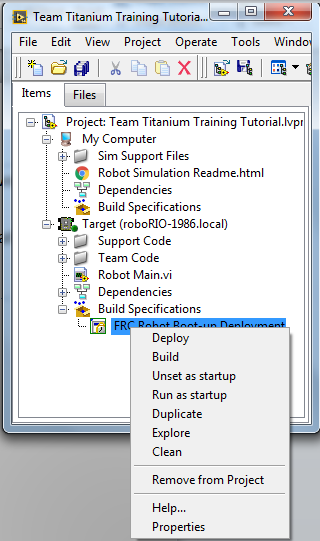 Team Titanium Training Tutoria...
File Edit View Project Operate Tools Window
Items Files
Project: Team Titanium Training Tutorial.lvpr
My Computer
Sim Support Files
Robot Simulation Readme.html
Dependencies
Build Specifications
Target (roboRIO-1986.local)
Support Code
Team Code
Robot Main.vi
Dependencies
Build Specifications
FRC Robot Boot-up Deployment
Deploy
Build
Unset as startup
Run as startup
Duplicate
Explore
Clean
Remove from Project
Help...
Properties